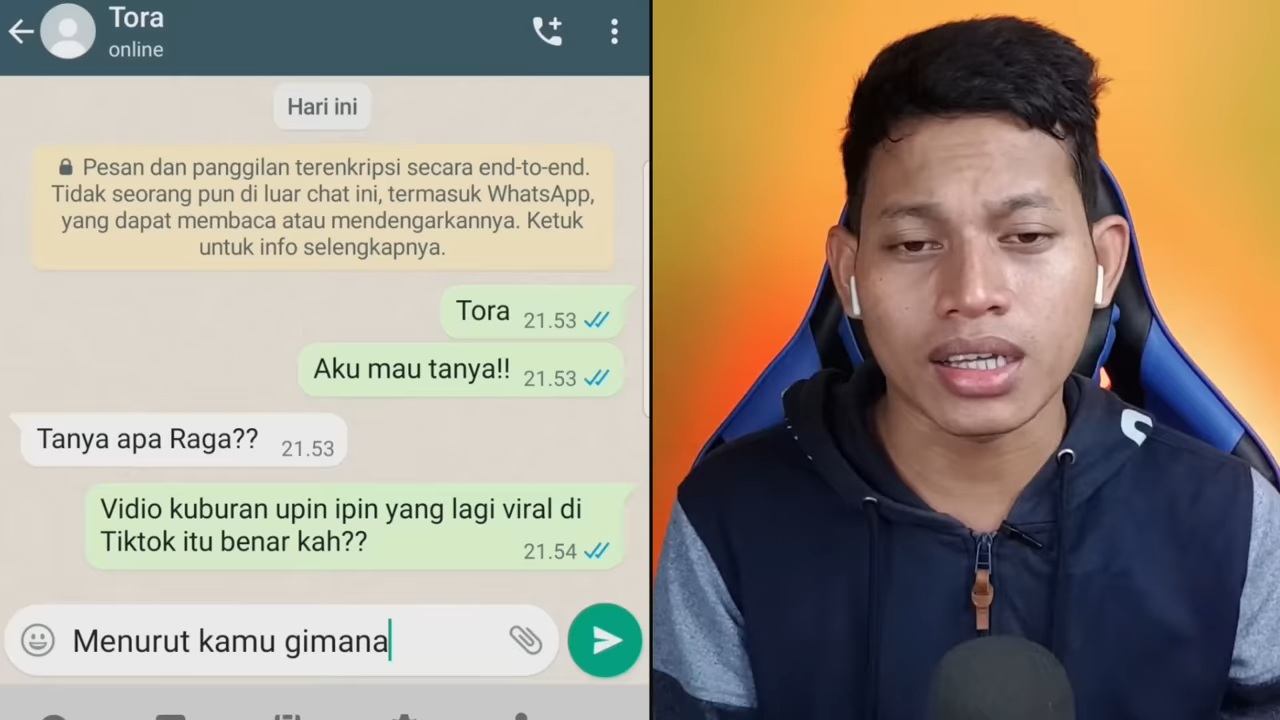 Tora
online
Hari ini
Pesan dan panggilan terenkripsi secara end-to-end.
Tidak seorang pun di luar chat ini, termasuk WhatsApp,
yang dapat membaca atau mendengarkannya. Ketuk
untuk info selengkapnya.
Tora 21.53
Aku mau tanya!! 21.53
Tanya apa Raga?? 21.53
Vidio kuburan upin ipin yang lagi viral di
Tiktok itu benar kah?? 21.54
Menurut kamu gimana